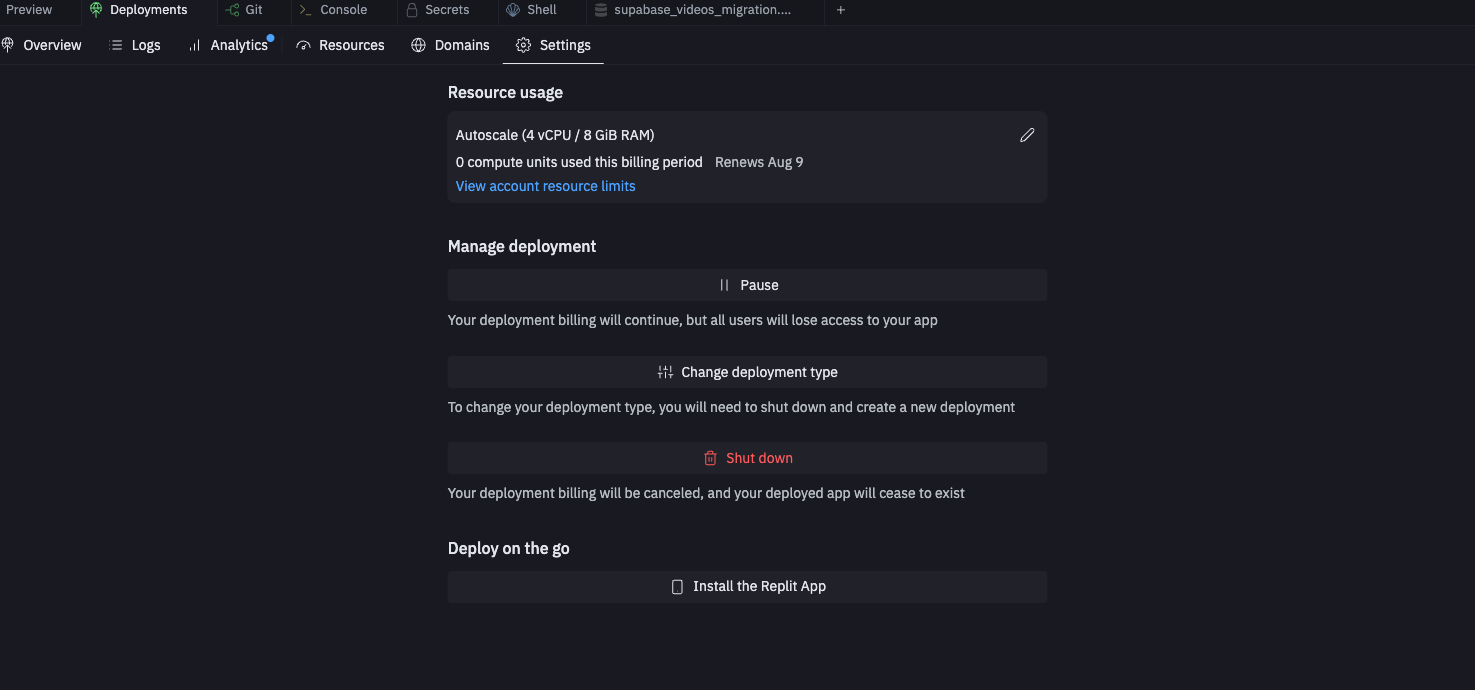 Preview Deployments Git Console Secrets Shell supabase_videos_migration.... +
Overview Logs Analytics Resources Domains Settings
Resource usage
Autoscale (4 vCPU / 8 GiB RAM)
0 compute units used this billing period Renews Aug 9
View account resource limits
Manage deployment
Pause
Your deployment billing will continue, but all users will lose access to your app
Change deployment type
To change your deployment type, you will need to shut down and create a new deployment
Shut down
Your deployment billing will be canceled, and your deployed app will cease to exist
Deploy on the go
Install the Replit App